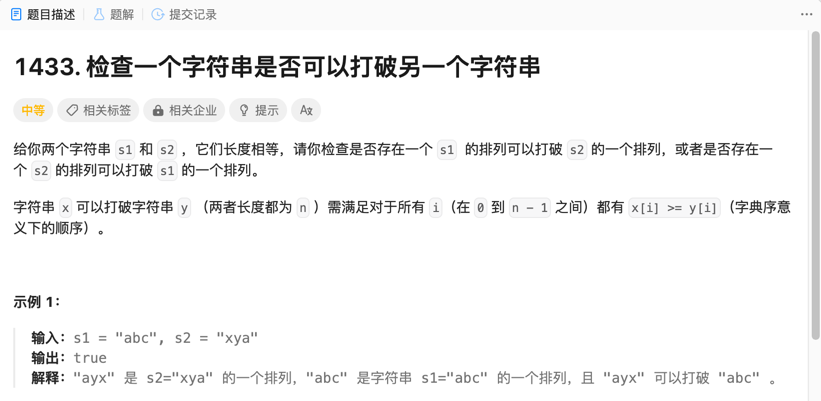 题目描述 题解 提交记录
1433. 检查一个字符串是否可以打破另一个字符串
中等 相关标签 相关企业 提示
给你两个字符串 s1 和 s2 ，它们长度相等，请你检查是否存在一个 s1 的排列可以打破 s2 的一个排列，或者是否存在一
个 s2 的排列可以打破 s1 的一个排列。
字符串 x 可以打破字符串 y （两者长度都为 n ）需满足对于所有 i（在 0 到 n - 1 之间）都有 x[i] >= y[i]（字典序意
义下的顺序）。
示例 1：
输入：s1 = "abc", s2 = "xya"
输出：true
解释："ayx" 是 s2="xya" 的一个排列，"abc" 是字符串 s1="abc" 的一个排列，且 "ayx" 可以打破 "abc" 。